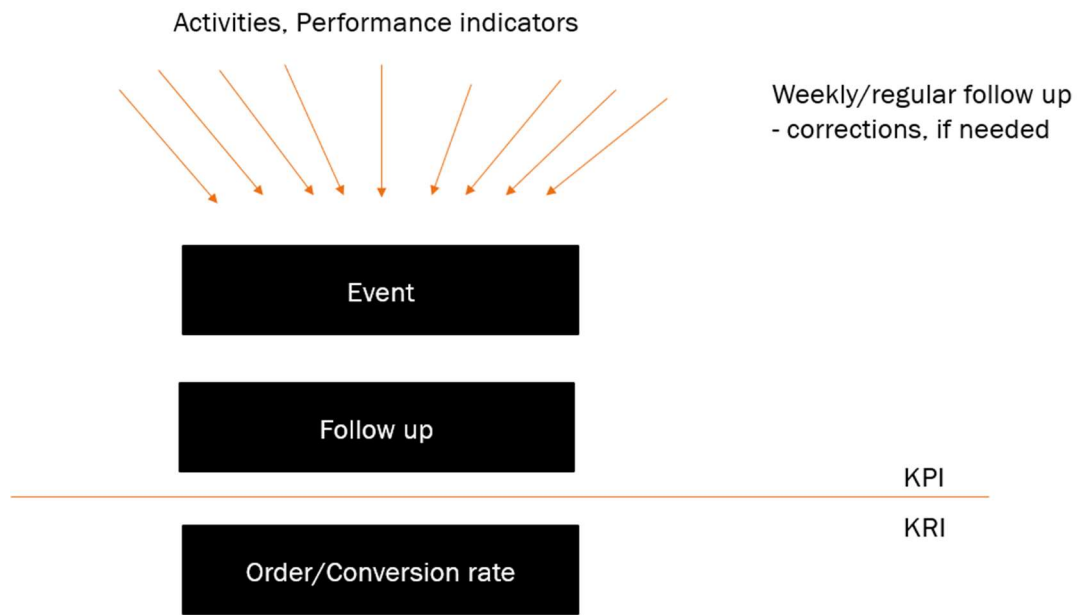 Activities, Performance indicators
Weekly/regular follow up
- corrections, if needed
Event
Follow up
KPI
KRI
Order/Conversion rate